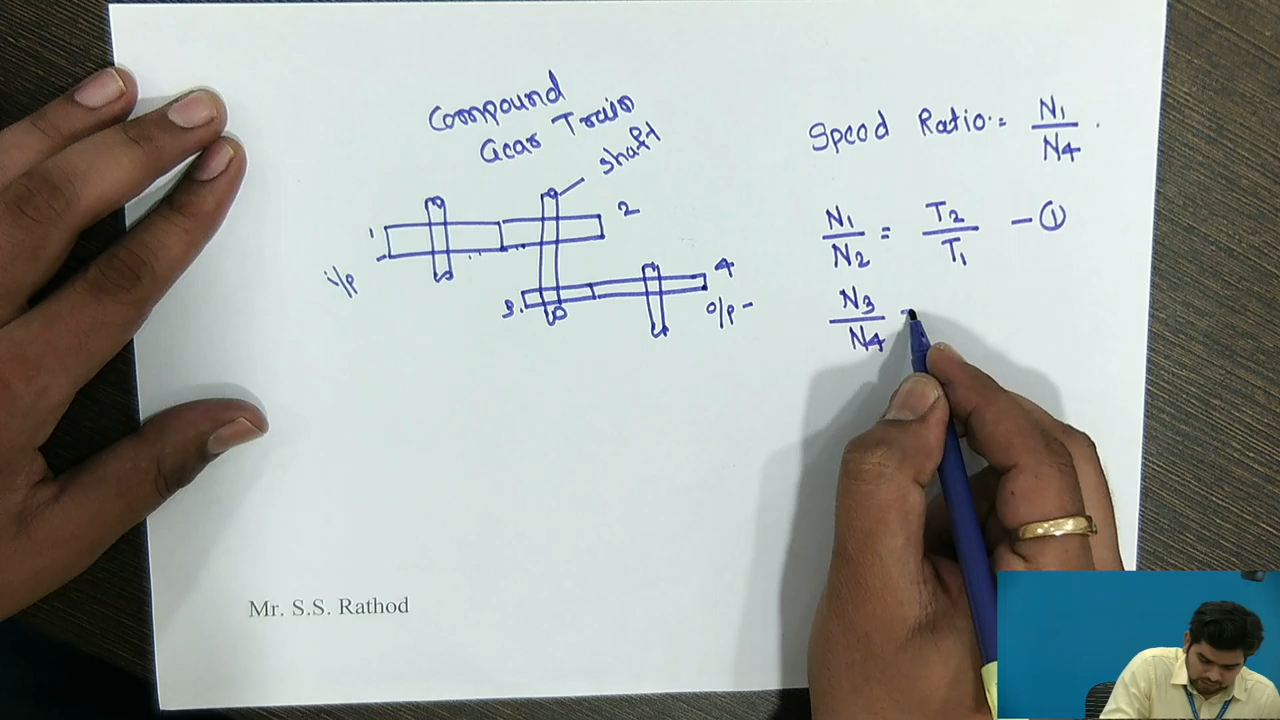 Compound
Gear Train
shaft
1
2
i/p
3.
4
o/p -
Speed Ratio = N1/N4
N1/N2 = T2/T1 - ①
N3/N4 =
Mr. S.S. Rathod